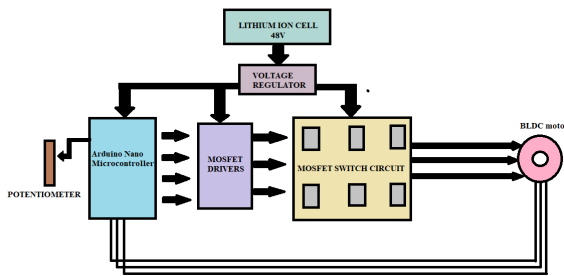 LITHIUM ION CELL
48V
VOLTAGE
REGULATOR
BLDC moto
Arduino Nano
Microcontroller
MOSFET
DRIVERS
MOSFET SWITCH CIRCUIT
POTENTIOMETER